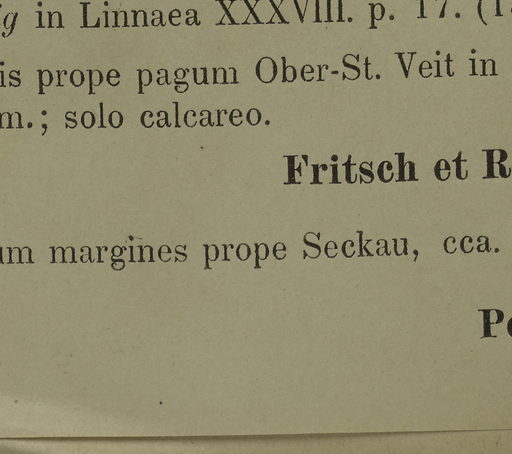 in Linnaea XXXVIII. p. 17.
is prope pagum Ober-St. Veit in
m.; solo calcareo.
Fritsch et R
um margines prope Seckau, cca.
Po